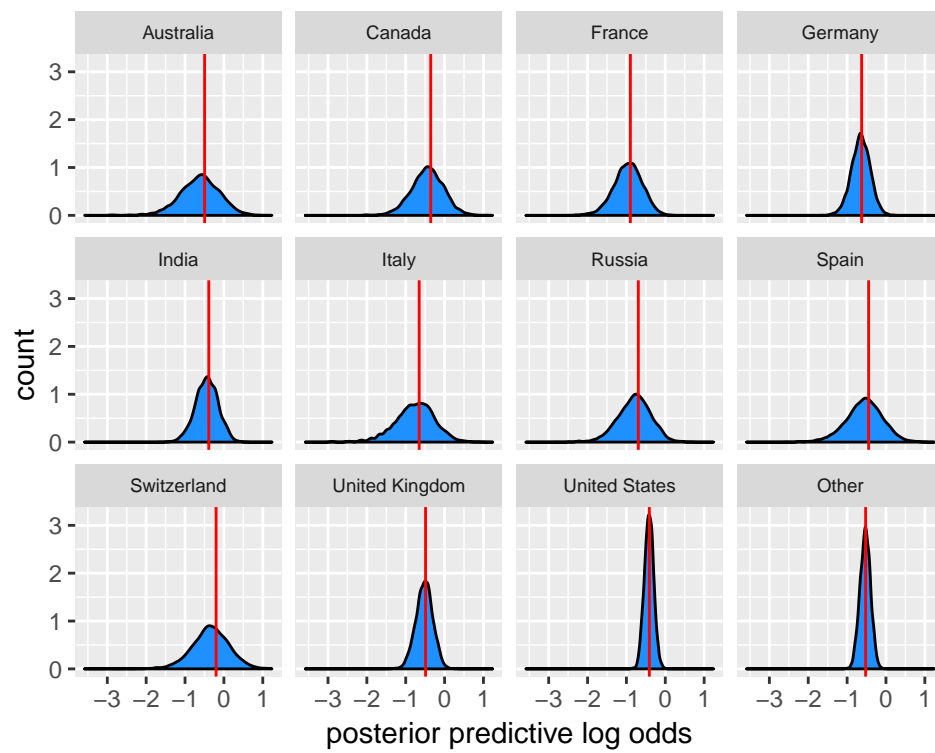 Australia Canada France Germany
3
2
1
0
India Italy Russia Spain
3
2
1
0
Switzerland United Kingdom United States Other
3
2
1
0
−3 −2 −1 0 1 −3 −2 −1 0 1 −3 −2 −1 0 1 −3 −2 −1 0 1
count
posterior predictive log odds